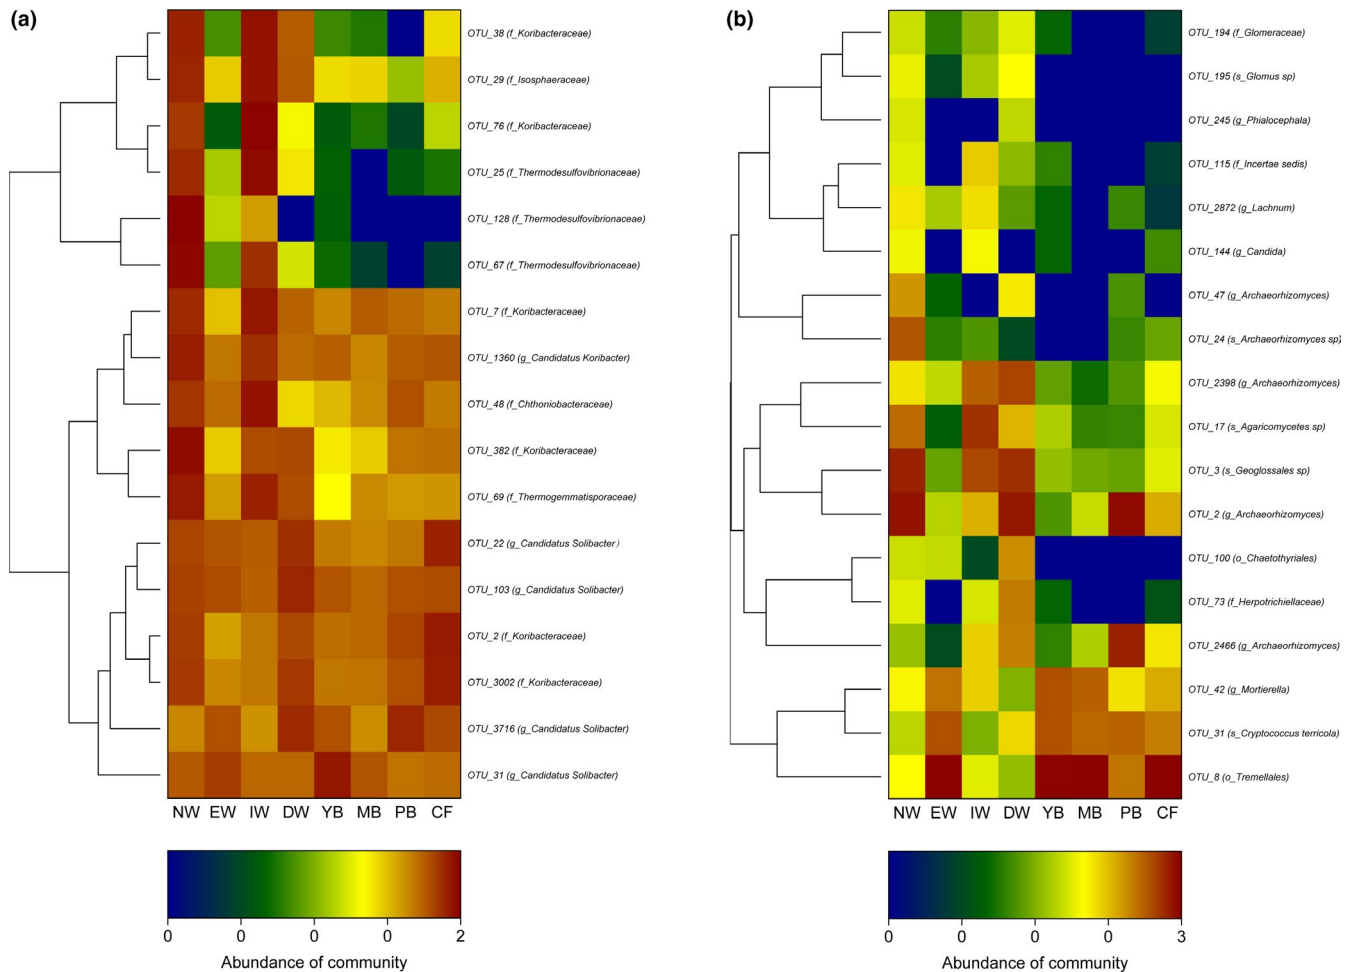 (a)
OTU_38 (f_Koribacteraceae)
OTU_29 (f_Isosphaeraceae)
OTU_76 (f_Koribacteraceae)
OTU_25 (f_Thermodesulfovibrionaceae)
OTU_128 (f_Thermodesulfovibrionaceae)
OTU_67 (f_Thermodesulfovibrionaceae)
OTU_7 (f_Koribacteraceae)
OTU_1360 (g_Candidatus Koribacter)
OTU_48 (f_Chthoniobacteraceae)
OTU_382 (f_Koribacteraceae)
OTU_69 (f_Thermogemmatisporaceae)
OTU_22 (g_Candidatus Solibacter)
OTU_103 (g_Candidatus Solibacter)
OTU_2 (f_Koribacteraceae)
OTU_3002 (f_Koribacteraceae)
OTU_3716 (g_Candidatus Solibacter)
OTU_31 (g_Candidatus Solibacter)
NW EW IW DW YB MB PB CF
0 0 0 0 2
Abundance of community
(b)
OTU_194 (f_Glomeraceae)
OTU_195 (s_Glomus sp)
OTU_245 (g_Phialocephala)
OTU_115 (f_Incertae sedis)
OTU_2872 (g_Lachnum)
OTU_144 (g_Candida)
OTU_47 (g_Archaeorhizomyces)
OTU_24 (s_Archaeorhizomyces sp)
OTU_2398 (g_Archaeorhizomyces)
OTU_17 (s_Agaricomycetes sp)
OTU_3 (s_Geoglossales sp)
OTU_2 (g_Archaeorhizomyces)
OTU_100 (o_Chaetothyriales)
OTU_73 (f_Herpotrichiellaceae)
OTU_2466 (g_Archaeorhizomyces)
OTU_42 (g_Mortierella)
OTU_31 (s_Cryptococcus terricola)
OTU_8 (o_Tremellales)
NW EW IW DW YB MB PB CF
0 0 0 0 3
Abundance of community